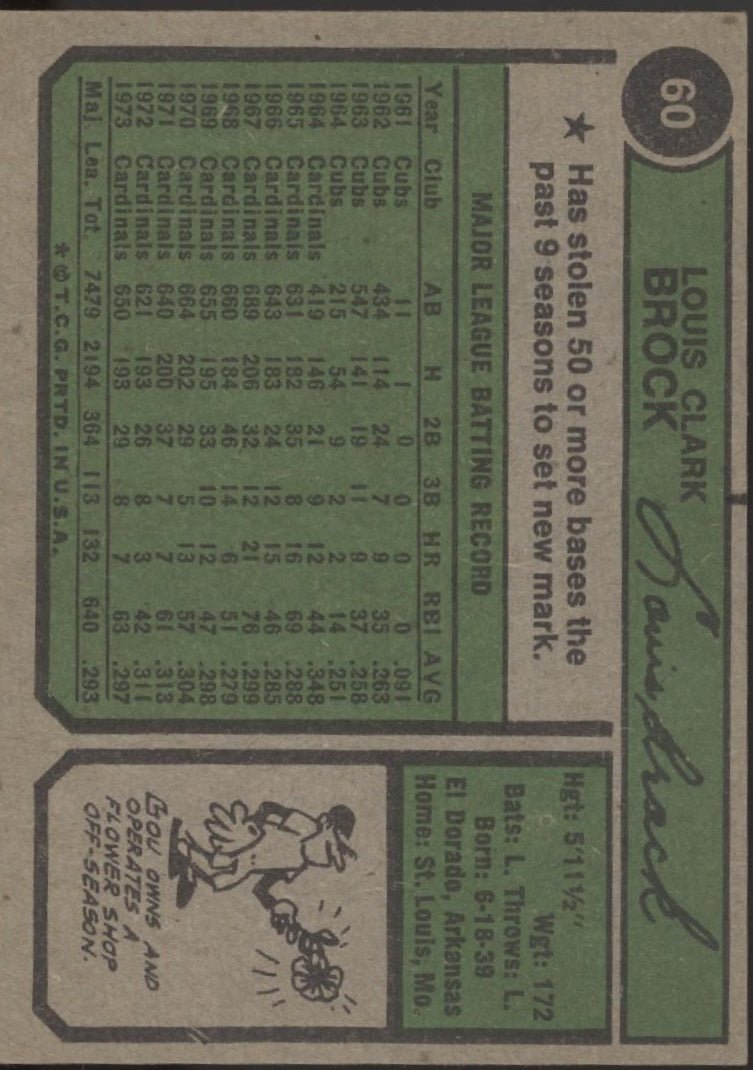 60
LOUIS CLARK
BROCK
Louis Brock
★ Has stolen 50 or more bases the
past 9 seasons to set new mark.
MAJOR LEAGUE BATTING RECORD
Year Club AB H 2B 3B HR RBI AVG
1961 Cubs 11 1 0 0 0 0 .091
1962 Cubs 434 114 24 7 9 35 .263
1963 Cubs 547 141 19 11 9 37 .258
1964 Cubs 215 54 9 2 2 14 .251
1964 Cardinals 419 146 21 9 12 44 .348
1965 Cardinals 631 182 35 8 16 69 .288
1966 Cardinals 643 183 24 12 15 46 .285
1967 Cardinals 689 206 32 12 21 76 .299
1968 Cardinals 660 184 46 14 6 51 .279
1969 Cardinals 655 195 33 10 12 47 .298
1970 Cardinals 664 202 29 5 13 57 .304
1971 Cardinals 640 200 37 7 7 61 .313
1972 Cardinals 621 193 26 8 3 42 .311
1973 Cardinals 650 193 29 8 7 63 .297
Maj. Lea. Tot. 7479 2194 364 113 132 640 .293
* © T.C.G. PRTD. IN U.S.A.
Hgt: 5'11½" Wgt: 172
Bats: L. Throws: L.
Born: 6-18-39
El Dorado, Arkansas
Home: St. Louis, Mo.
LOU OWNS AND
OPERATES A
FLOWER SHOP
OFF-SEASON.